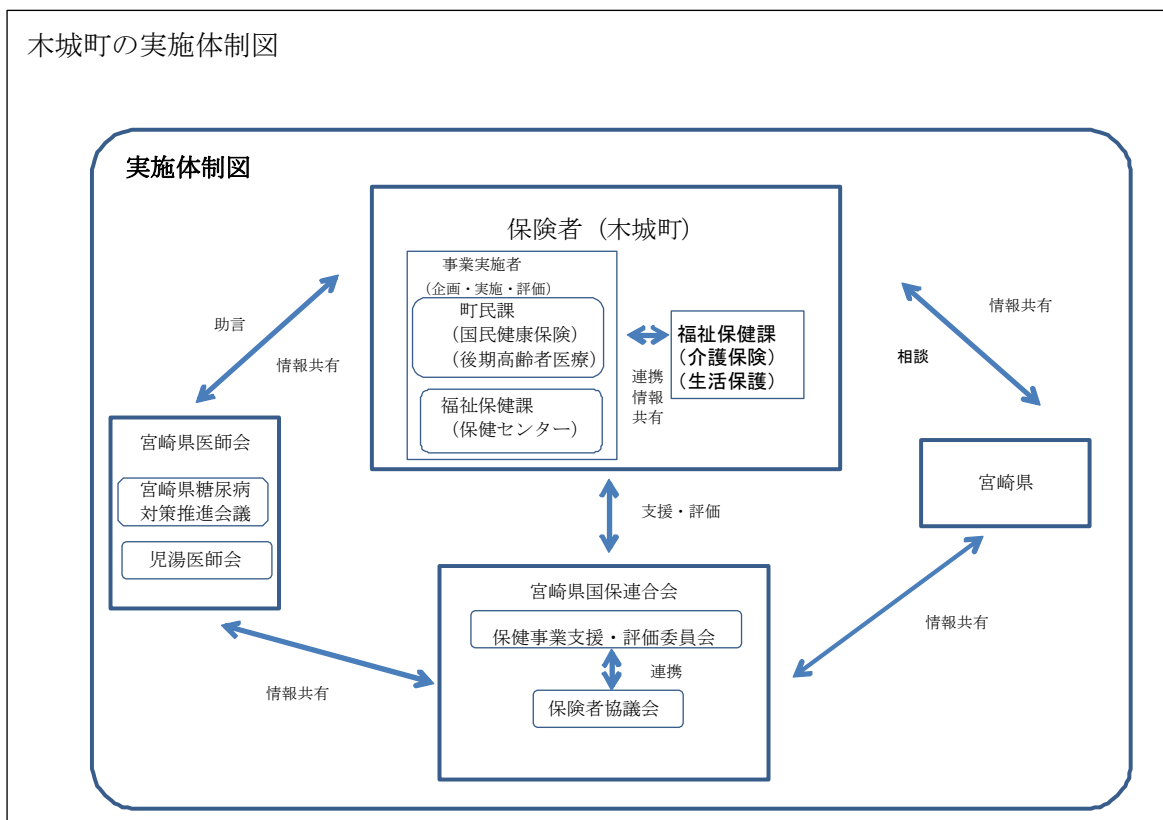 木城町の実施体制図
実施体制図
保険者（木城町）
事業実施者
（企画・実施・評価）
町民課
（国民健康保険）
（後期高齢者医療）
福祉保健課
（保健センター）
連携
情報
共有
福祉保健課
（介護保険）
（生活保護）
助言
情報共有
情報共有
相談
宮崎県医師会
宮崎県糖尿病
対策推進会議
児湯医師会
宮崎県
支援・評価
宮崎県国保連合会
保健事業支援・評価委員会
連携
保険者協議会
情報共有
情報共有